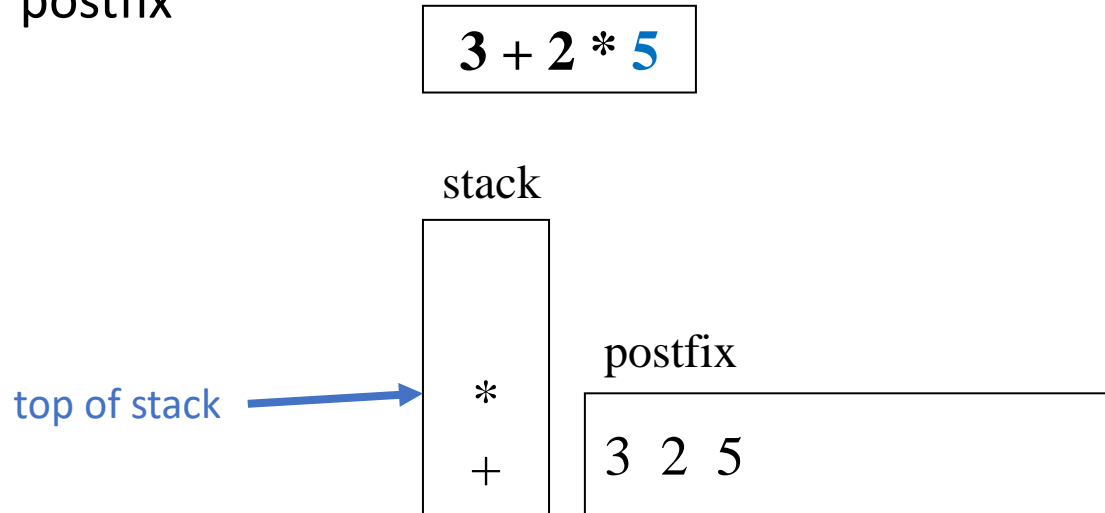 postfix
3 + 2 * 5
stack
postfix
top of stack
*
+
3 2 5